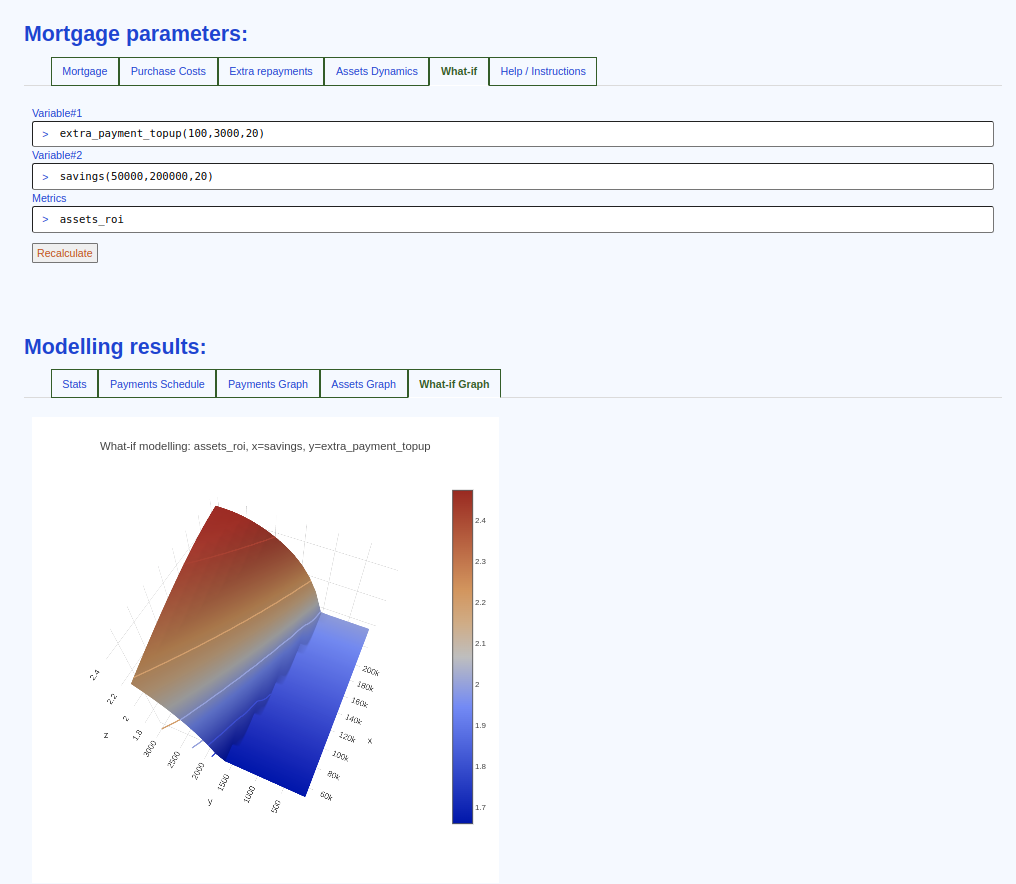 Mortgage parameters:
Mortgage Purchase Costs Extra repayments Assets Dynamics What-if Help / Instructions
Variable#1
> extra_payment_topup(100,3000,20)
Variable#2
> savings(50000,200000,20)
Metrics
> assets_roi
Recalculate
Modelling results:
Stats Payments Schedule Payments Graph Assets Graph What-if Graph
What-if modelling: assets_roi, x=savings, y=extra_payment_topup
2.4
2.3
2.2
2.1
2
1.9
1.8
1.7
2.4
2.2
2
1.8
z
3000
2500
2000
1500
1000
500
y
200k
180k
160k
140k
120k
100k
80k
60k
x